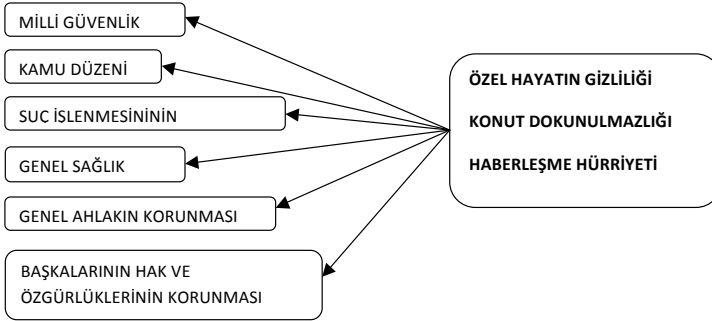 MİLLİ GÜVENLİK
KAMU DÜZENİ
SUÇ İŞLENMESİNİNİN
GENEL SAĞLIK
GENEL AHLAKIN KORUNMASI
BAŞKALARININ HAK VE
ÖZGÜRLÜKLERİNİN KORUNMASI
ÖZEL HAYATIN GİZLİLİĞİ
KONUT DOKUNULMAZLIĞI
HABERLEŞME HÜRRİYETİ